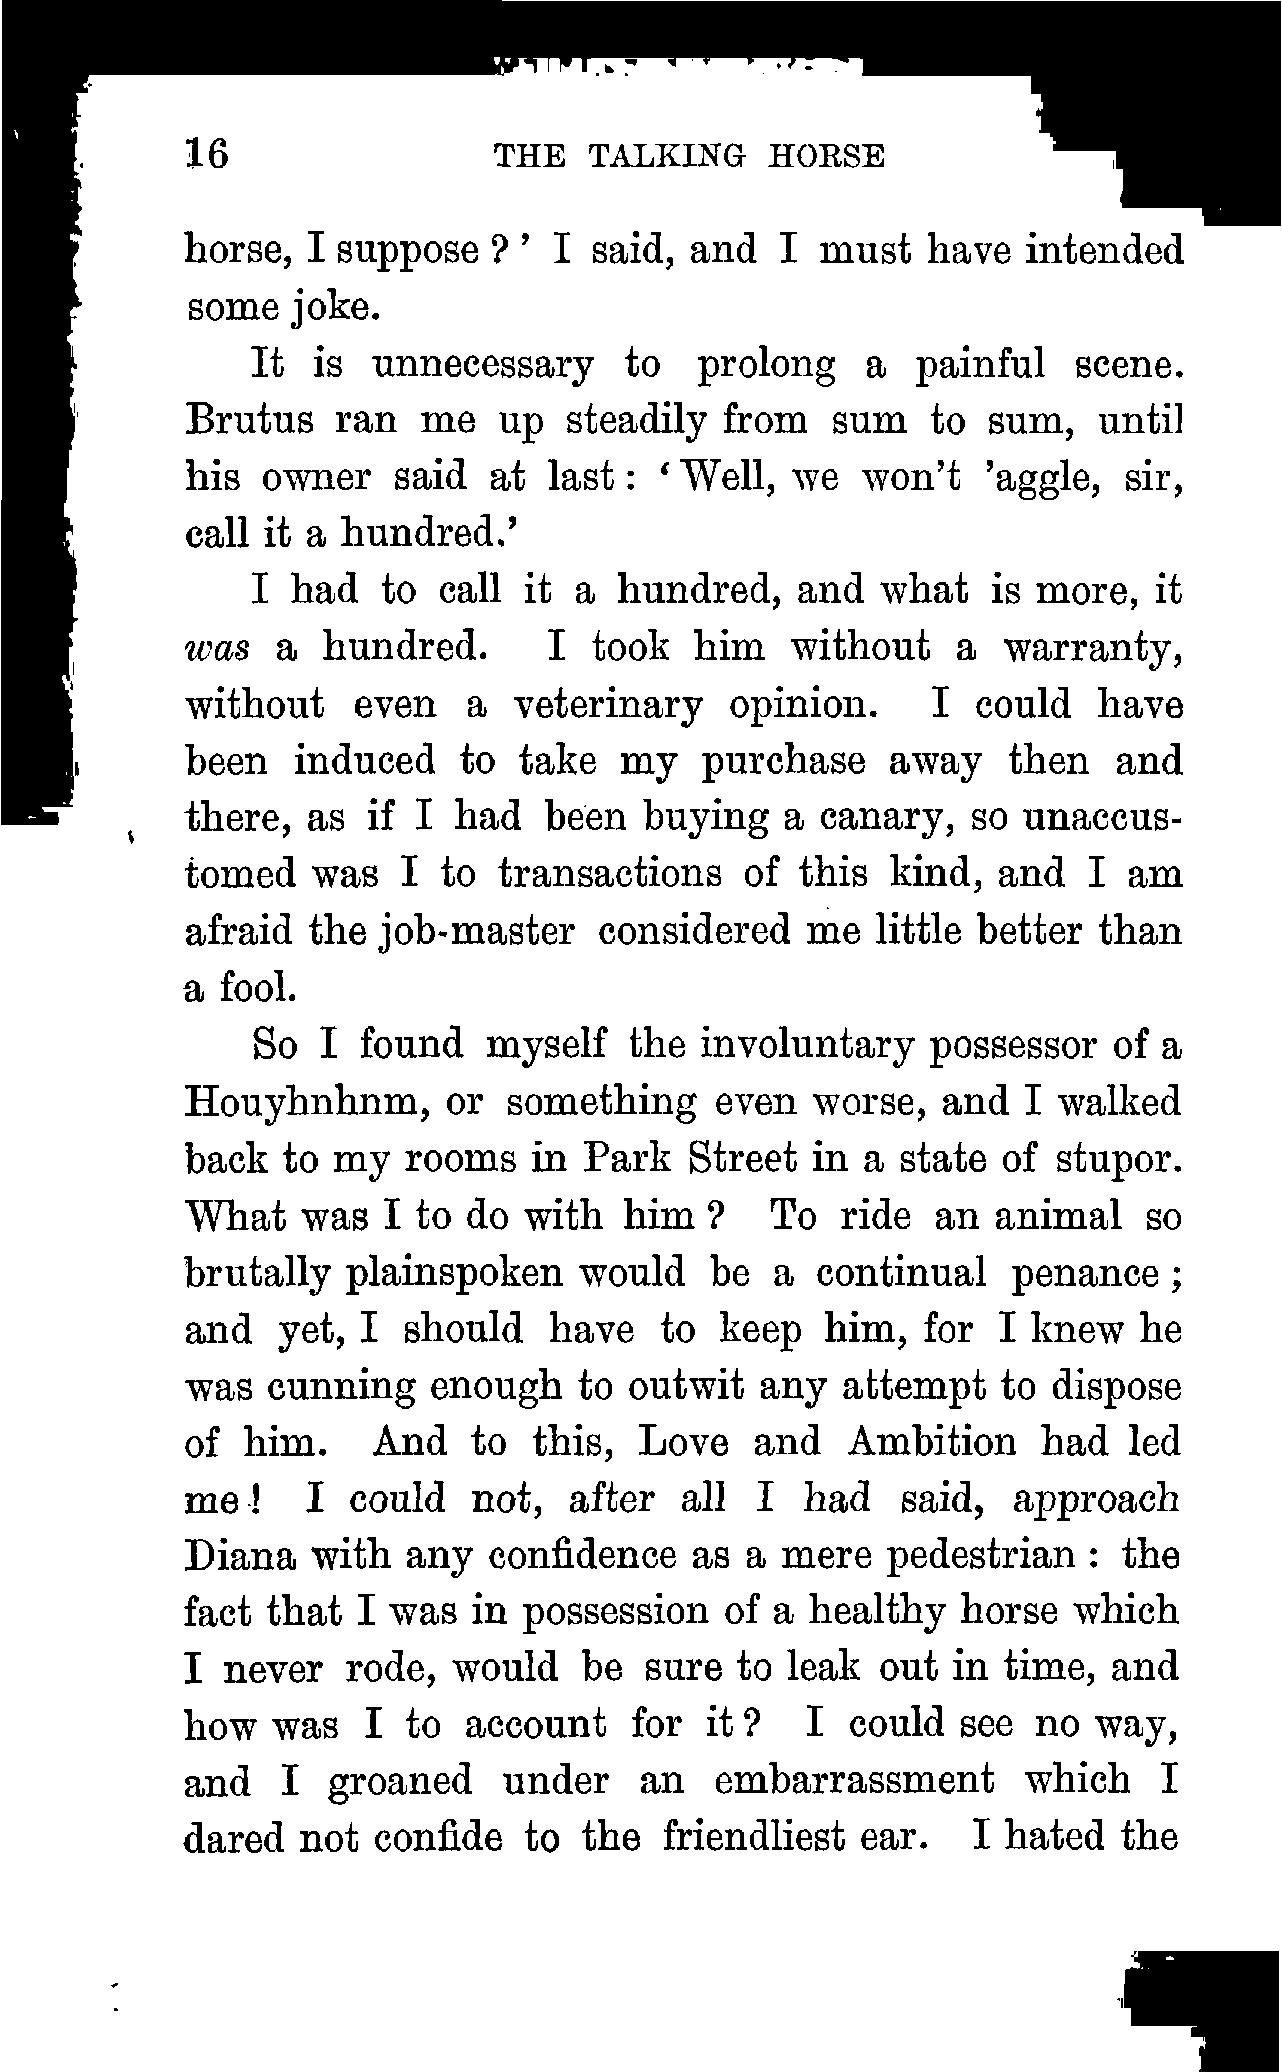 16 THE TALKING HORSE
horse, I suppose ? ' I said, and I must have intended
some joke.
It is unnecessary to prolong a painful scene.
Brutus ran me up steadily from sum to sum, until
his owner said at last : ' Well, we won't 'aggle, sir,
call it a hundred.'
I had to call it a hundred, and what is more, it
was a hundred. I took him without a warranty,
without even a veterinary opinion. I could have
been induced to take my purchase away then and
there, as if I had been buying a canary, so unaccus-
tomed was I to transactions of this kind, and I am
afraid the job-master considered me little better than
a fool.
So I found myself the involuntary possessor of a
Houyhnhnm, or something even worse, and I walked
back to my rooms in Park Street in a state of stupor.
What was I to do with him ? To ride an animal so
brutally plainspoken would be a continual penance ;
and yet, I should have to keep him, for I knew he
was cunning enough to outwit any attempt to dispose
of him. And to this, Love and Ambition had led
me ! I could not, after all I had said, approach
Diana with any confidence as a mere pedestrian : the
fact that I was in possession of a healthy horse which
I never rode, would be sure to leak out in time, and
how was I to account for it ? I could see no way,
and I groaned under an embarrassment which I
dared not confide to the friendliest ear. I hated the